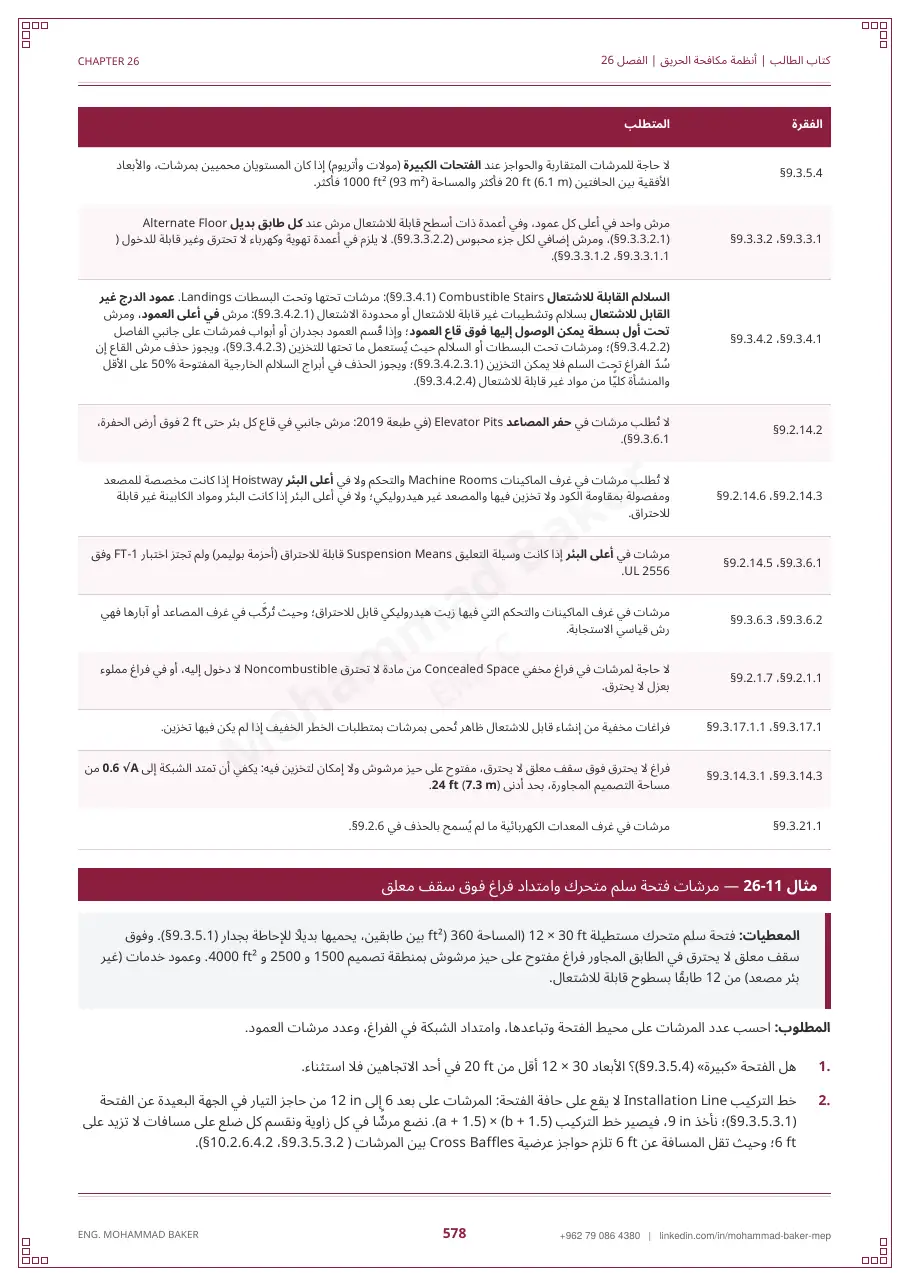 CHAPTER 26
كتاب الطالب | أنظمة مكافحة الحريق | الفصل 26
الفقرة
المتطلب
§9.3.5.4
لا حاجة للمرشات المتقاربة والحواجز عند الفتحات الكبيرة (مولات وأتريوم) إذا كان المستويان محميين بمرشات، والأبعاد
الأفقية بين الحافتين 20 ft (6.1 m) فأكثر والمساحة 1000 ft² (93 m²) فأكثر.
§9.3.3.1، §9.3.3.2
مرش واحد في أعلى كل عمود، وفي أعمدة ذات أسطح قابلة للاشتعال مرش عند كل طابق بديل Alternate Floor
(§9.3.3.2.1)، ومرش إضافي لكل جزء محبوس (§9.3.3.2.2). لا يلزم في أعمدة تهوية وكهرباء لا تحترق وغير قابلة للدخول (
§9.3.3.1.1، §9.3.3.1.2).
§9.3.4.1، §9.3.4.2
السلالم القابلة للاشتعال Combustible Stairs (§9.3.4.1): مرشات تحتها وتحت البسطات Landings. عمود الدرج غير
القابل للاشتعال بسلالم وتشطيبات غير قابلة للاشتعال أو محدودة الاشتعال (§9.3.4.2.1): مرش في أعلى العمود، ومرش
تحت أول بسطة يمكن الوصول إليها فوق قاع العمود؛ وإذا قُسم العمود بجدران أو أبواب فمرشات على جانبي الفاصل
(§9.3.4.2.2)؛ ومرشات تحت البسطات أو السلالم حيث يُستعمل ما تحتها للتخزين (§9.3.4.2.3)، ويجوز حذف مرش القاع إن
سُدّ الفراغ تحت السلم فلا يمكن التخزين (§9.3.4.2.3.1)؛ ويجوز الحذف في أبراج السلالم الخارجية المفتوحة 50% على الأقل
والمنشأة كليًا من مواد غير قابلة للاشتعال (§9.3.4.2.4).
§9.2.14.2
لا تُطلب مرشات في حفر المصاعد Elevator Pits (في طبعة 2019: مرش جانبي في قاع كل بئر حتى 2 ft فوق أرض الحفرة،
§9.3.6.1).
§9.2.14.3، §9.2.14.6
لا تُطلب مرشات في غرف الماكينات Machine Rooms والتحكم ولا في أعلى البئر Hoistway إذا كانت مخصصة للمصعد
ومفصولة بمقاومة الكود ولا تخزين فيها والمصعد غير هيدروليكي؛ ولا في أعلى البئر إذا كانت البئر ومواد الكابينة غير قابلة
للاحتراق.
§9.3.6.1، §9.2.14.5
مرشات في أعلى البئر إذا كانت وسيلة التعليق Suspension Means قابلة للاحتراق (أحزمة بوليمر) ولم تجتز اختبار FT-1 وفق
UL 2556.
§9.3.6.2، §9.3.6.3
مرشات في غرف الماكينات والتحكم التي فيها زيت هيدروليكي قابل للاحتراق؛ وحيث تُركّب في غرف المصاعد أو آبارها فهي
رش قياسي الاستجابة.
§9.2.1.1، §9.2.1.7
لا حاجة لمرشات في فراغ مخفي Concealed Space من مادة لا تحترق Noncombustible لا دخول إليه، أو في فراغ مملوء
بعزل لا يحترق.
§9.3.17.1، §9.3.17.1.1
فراغات مخفية من إنشاء قابل للاشتعال ظاهر تُحمى بمرشات بمتطلبات الخطر الخفيف إذا لم يكن فيها تخزين.
§9.3.14.3، §9.3.14.3.1
فراغ لا يحترق فوق سقف معلق لا يحترق، مفتوح على حيز مرشوش ولا إمكان لتخزين فيه: يكفي أن تمتد الشبكة إلى 0.6 √A من
مساحة التصميم المجاورة، بحد أدنى 24 ft (7.3 m).
§9.3.21.1
مرشات في غرف المعدات الكهربائية ما لم يُسمح بالحذف في §9.2.6.
مثال 11-26 — مرشات فتحة سلم متحرك وامتداد فراغ فوق سقف معلق
المعطيات: فتحة سلم متحرك مستطيلة 12 × 30 ft (المساحة 360 ft²) بين طابقين، يحميها بديلًا للإحاطة بجدار (§9.3.5.1). وفوق
سقف معلق لا يحترق في الطابق المجاور فراغ مفتوح على حيز مرشوش بمنطقة تصميم 1500 و 2500 و 4000 ft². وعمود خدمات (غير
بئر مصعد) من 12 طابقًا بسطوح قابلة للاشتعال.
المطلوب: احسب عدد المرشات على محيط الفتحة وتباعدها، وامتداد الشبكة في الفراغ، وعدد مرشات العمود.
1. هل الفتحة «كبيرة» (§9.3.5.4)؟ الأبعاد 30 × 12 أقل من 20 ft في أحد الاتجاهين فلا استثناء.
2. خط التركيب Installation Line لا يقع على حافة الفتحة: المرشات على بعد 6 إلى 12 in من حاجز التيار في الجهة البعيدة عن الفتحة
(§9.3.5.3.1)؛ نأخذ 9 in، فيصير خط التركيب (a + 1.5) × (b + 1.5). نضع مرشًّا في كل زاوية ونقسم كل ضلع على مسافات لا تزيد على
6 ft؛ وحيث تقل المسافة عن 6 ft تلزم حواجز عرضية Cross Baffles بين المرشات ( §9.3.5.3.2، §10.2.6.4.2).
Mohammad Baker
ENG. MOHAMMAD BAKER
578
+962 79 086 4380 | linkedin.com/in/mohammad-baker-mep